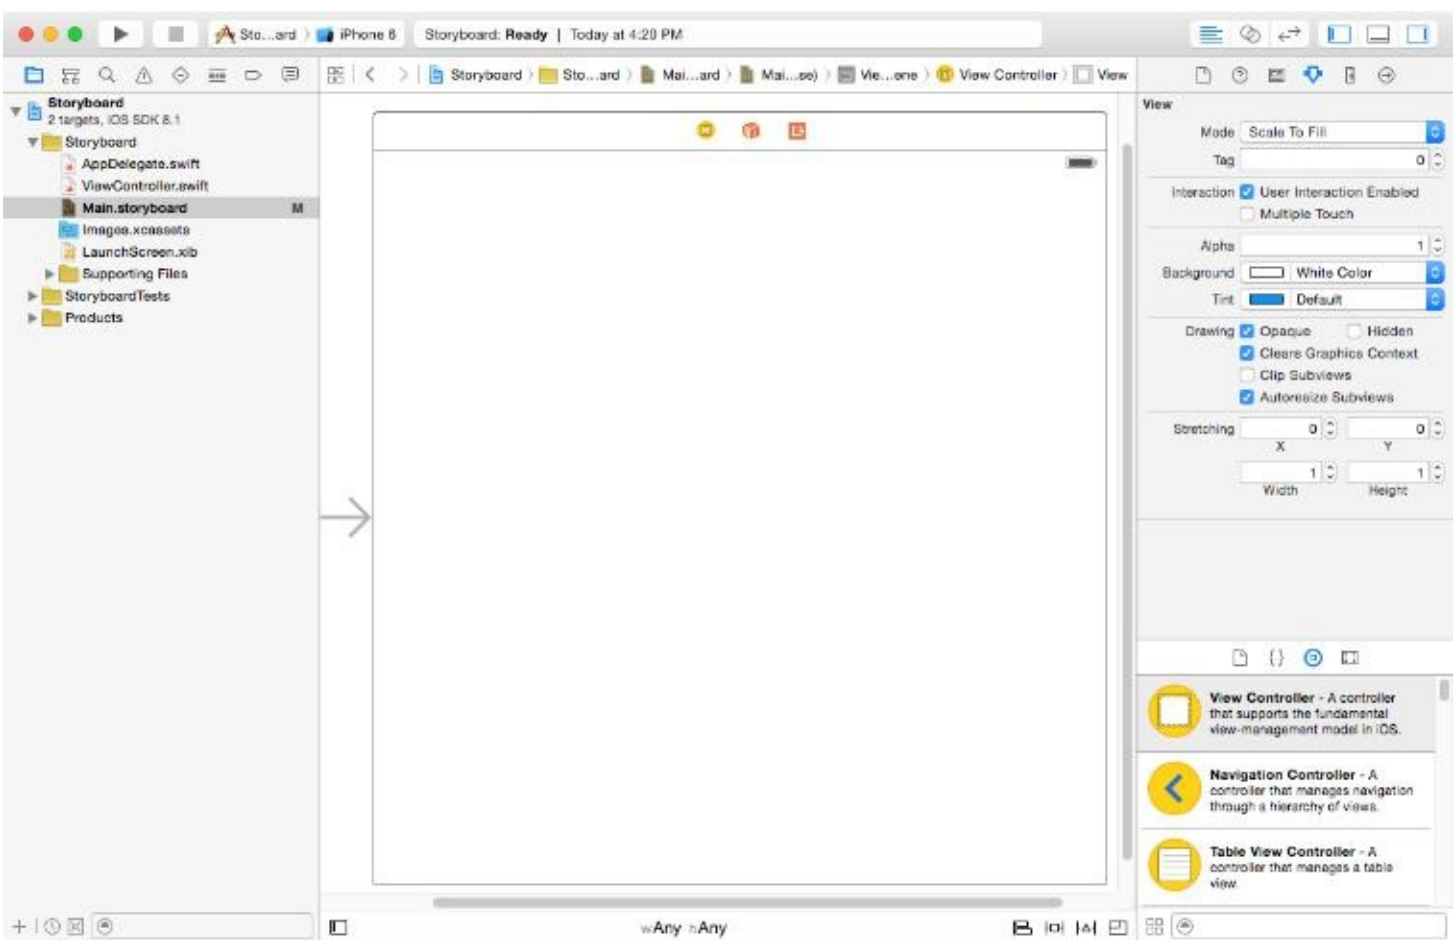 Sto...ard 〉 iPhone 6
Storyboard: Ready | Today at 4:20 PM
Storyboard 〉 Sto...ard 〉 Mai...ard 〉 Mai...se) 〉 Vie...ene 〉 View Controller 〉 View
Storyboard
2 targets, iOS SDK 8.1
Storyboard
AppDelegate.swift
ViewController.swift
Main.storyboard M
Images.xcassets
LaunchScreen.xib
Supporting Files
StoryboardTests
Products
wAny hAny
View
Mode Scale To Fill
Tag 0
Interaction User Interaction Enabled
Multiple Touch
Alpha 1
Background White Color
Tint Default
Drawing Opaque Hidden
Clears Graphics Context
Clip Subviews
Autoresize Subviews
Stretching 0 0
X Y
1 1
Width Height
{ }
View Controller - A controller
that supports the fundamental
view-management model in iOS.
Navigation Controller - A
controller that manages navigation
through a hierarchy of views.
Table View Controller - A
controller that manages a table
view.